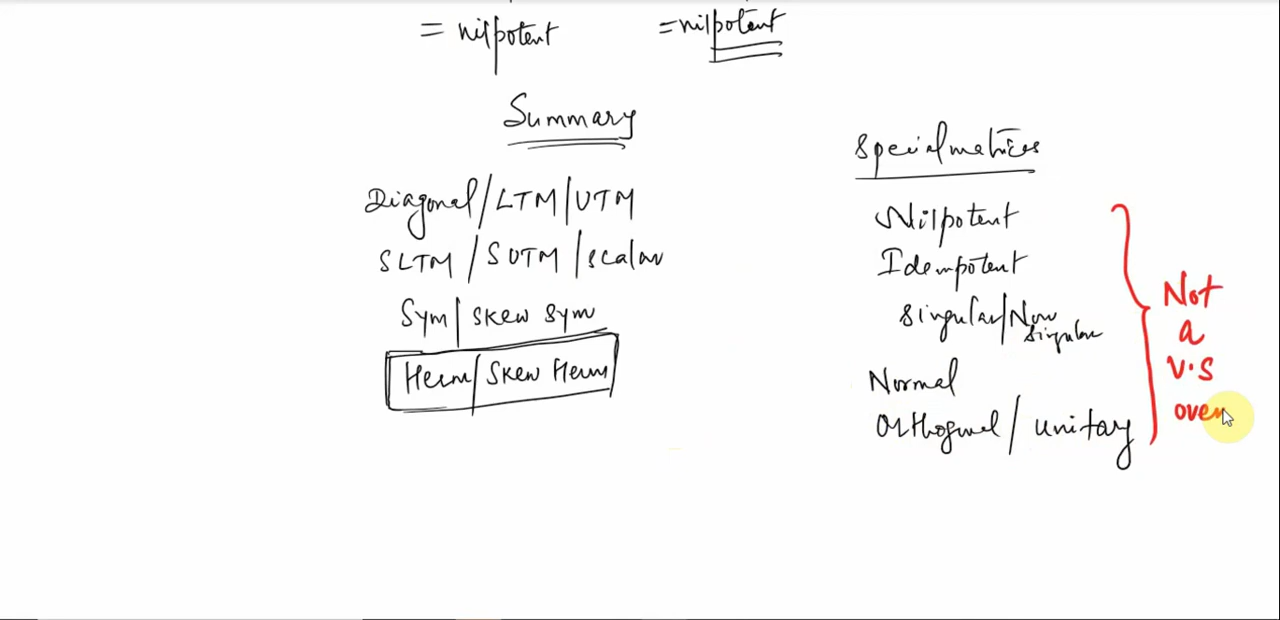 = nilpotent = nilpotent
Summary
Special matrices
Diagonal/LTM/UTM
Nilpotent
SLTM/SUTM/scalar
Idempotent
Sym/Skew Sym
Singular/Non Singular
Herm/Skew Herm
Normal
Orthogonal/unitary
Not
a
V.S
over